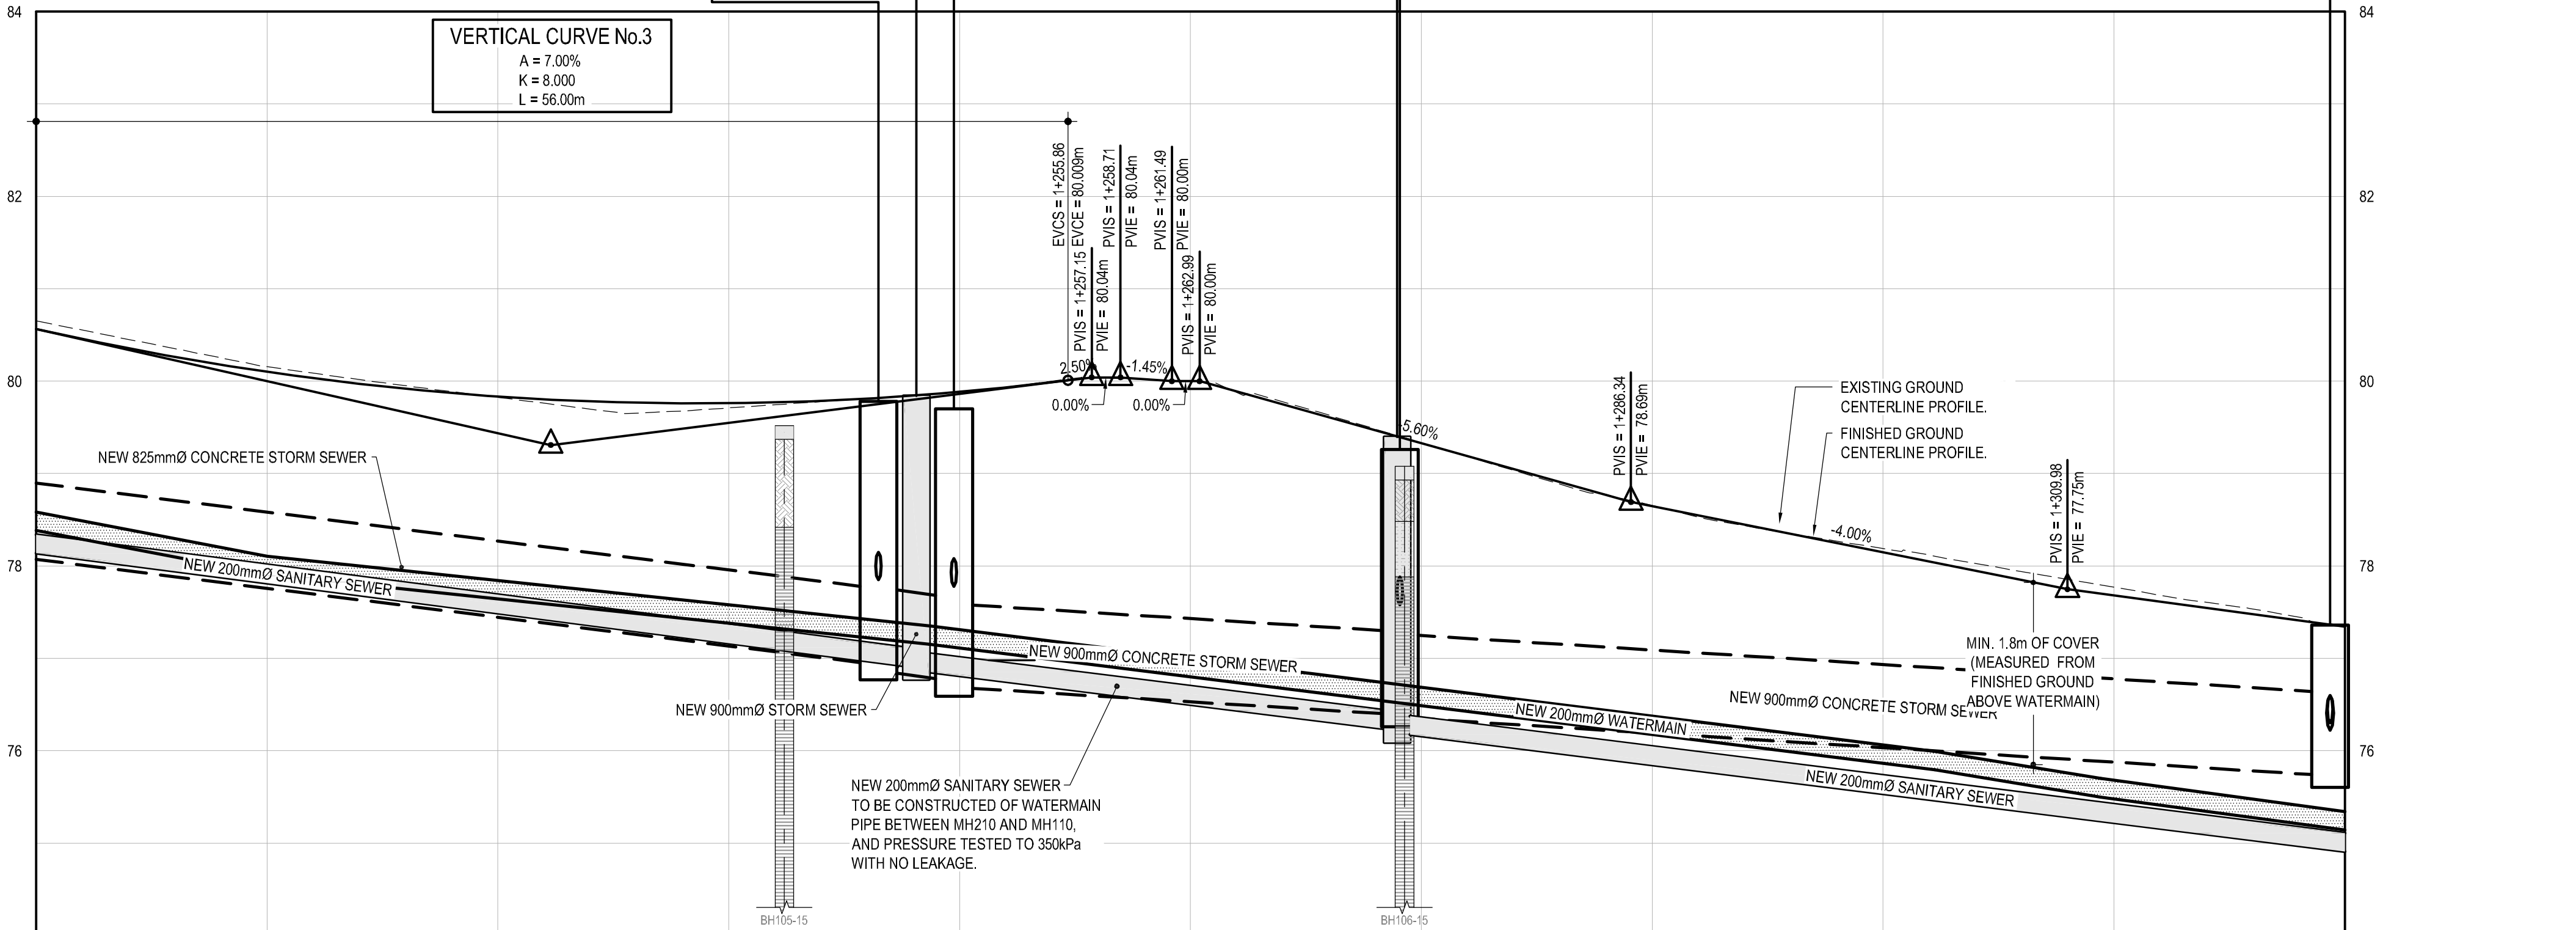 84
84
VERTICAL CURVE No.3
A = 7.00%
K = 8.000
L = 56.00m
82
82
EVCS = 1+255.86
EVCE = 80.009m
PVIS = 1+257.15
PVIE = 80.04m
PVIS = 1+258.71
PVIE = 80.04m
PVIS = 1+261.49
PVIE = 80.00m
PVIS = 1+262.99
PVIE = 80.00m
80
80
2.50%
-1.45%
0.00%
0.00%
-5.60%
PVIS = 1+286.34
PVIE = 78.69m
EXISTING GROUND
CENTERLINE PROFILE.
FINISHED GROUND
CENTERLINE PROFILE.
-4.00%
PVIS = 1+309.98
PVIE = 77.75m
NEW 825mmØ CONCRETE STORM SEWER
78
78
NEW 200mmØ SANITARY SEWER
NEW 900mmØ CONCRETE STORM SEWER
NEW 900mmØ STORM SEWER
NEW 200mmØ WATERMAIN
NEW 900mmØ CONCRETE STORM SEWER
MIN. 1.8m OF COVER
(MEASURED FROM
FINISHED GROUND
ABOVE WATERMAIN)
76
76
NEW 200mmØ SANITARY SEWER
NEW 200mmØ SANITARY SEWER
TO BE CONSTRUCTED OF WATERMAIN
PIPE BETWEEN MH210 AND MH110,
AND PRESSURE TESTED TO 350kPa
WITH NO LEAKAGE.
BH105-15
BH106-15